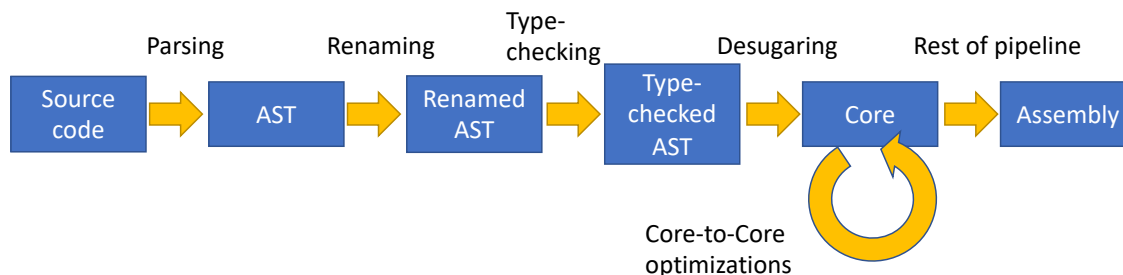 Parsing
Renaming
Type-
checking
Desugaring
Rest of pipeline
Source
code
AST
Renamed
AST
Type-
checked
AST
Core
Assembly
Core-to-Core
optimizations